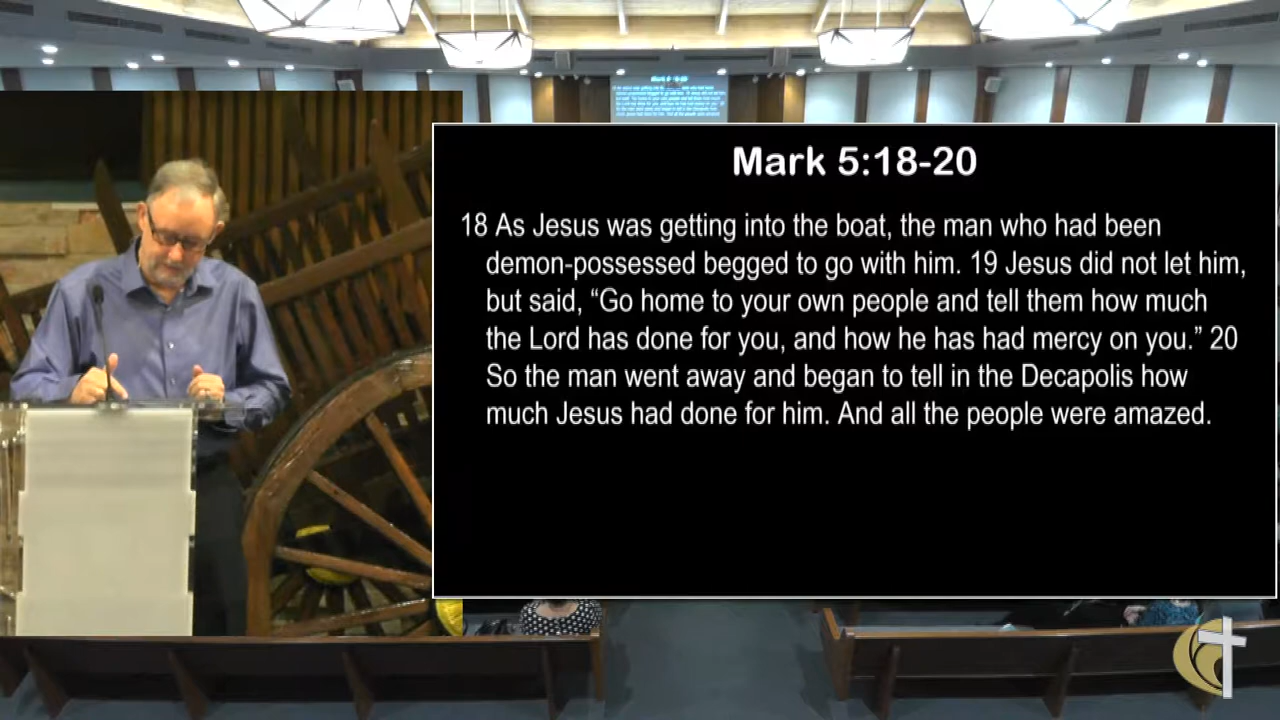 Mark 5:18-20
18 As Jesus was getting into the boat, the man who had been
demon-possessed begged to go with him. 19 Jesus did not let him,
but said, “Go home to your own people and tell them how much
the Lord has done for you, and how he has had mercy on you.” 20
So the man went away and began to tell in the Decapolis how
much Jesus had done for him. And all the people were amazed.